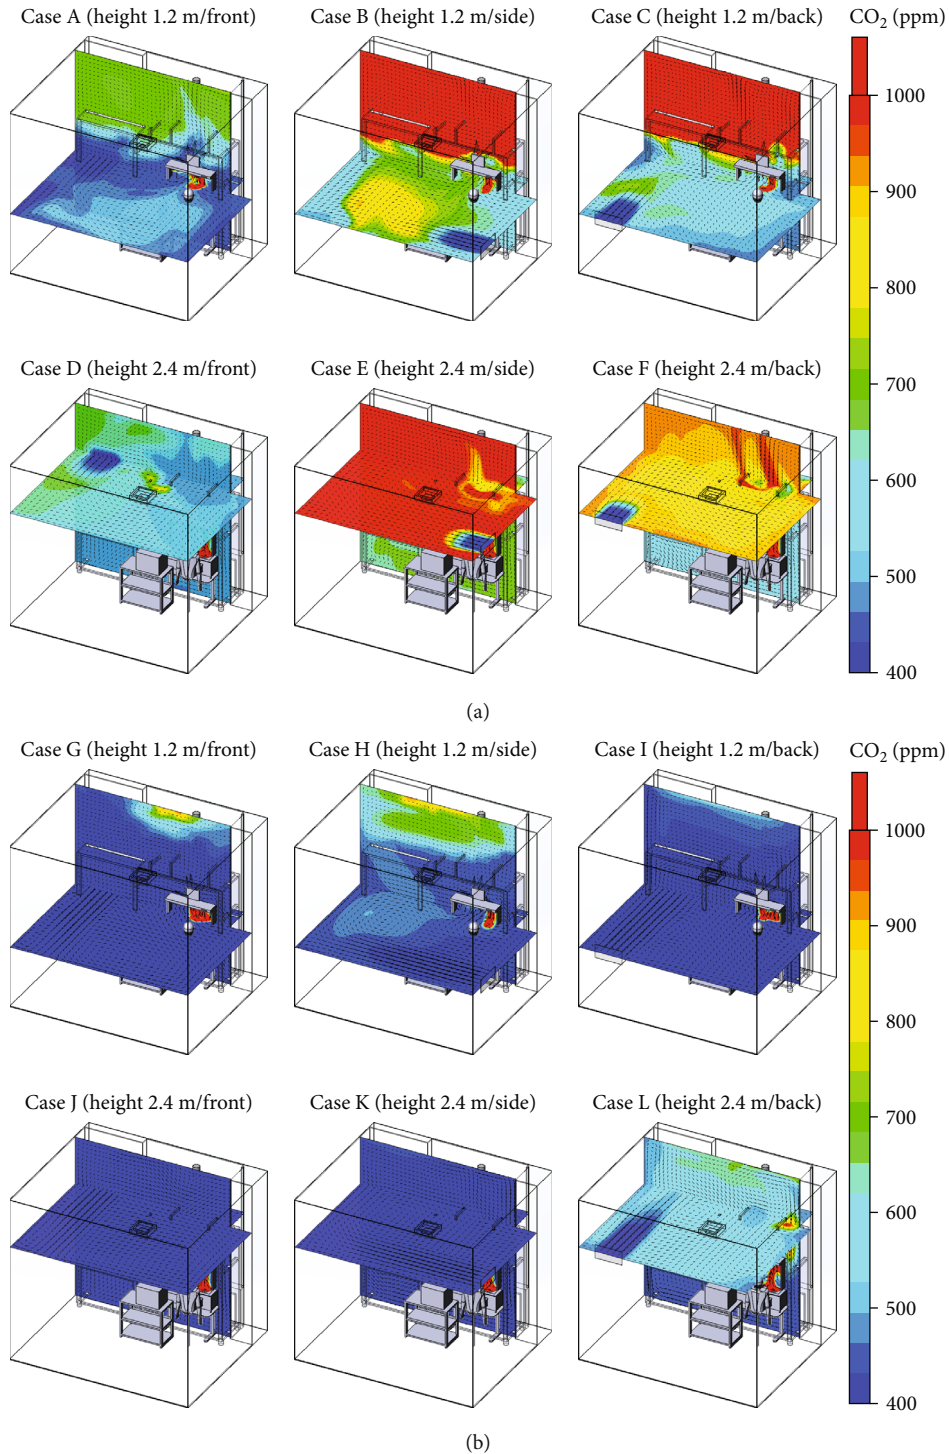 Case A (height 1.2 m/front)
Case B (height 1.2 m/side)
Case C (height 1.2 m/back)
CO₂ (ppm)
1000
900
800
700
600
500
400
Case D (height 2.4 m/front)
Case E (height 2.4 m/side)
Case F (height 2.4 m/back)
(a)
Case G (height 1.2 m/front)
Case H (height 1.2 m/side)
Case I (height 1.2 m/back)
CO₂ (ppm)
1000
900
800
700
600
500
400
Case J (height 2.4 m/front)
Case K (height 2.4 m/side)
Case L (height 2.4 m/back)
(b)